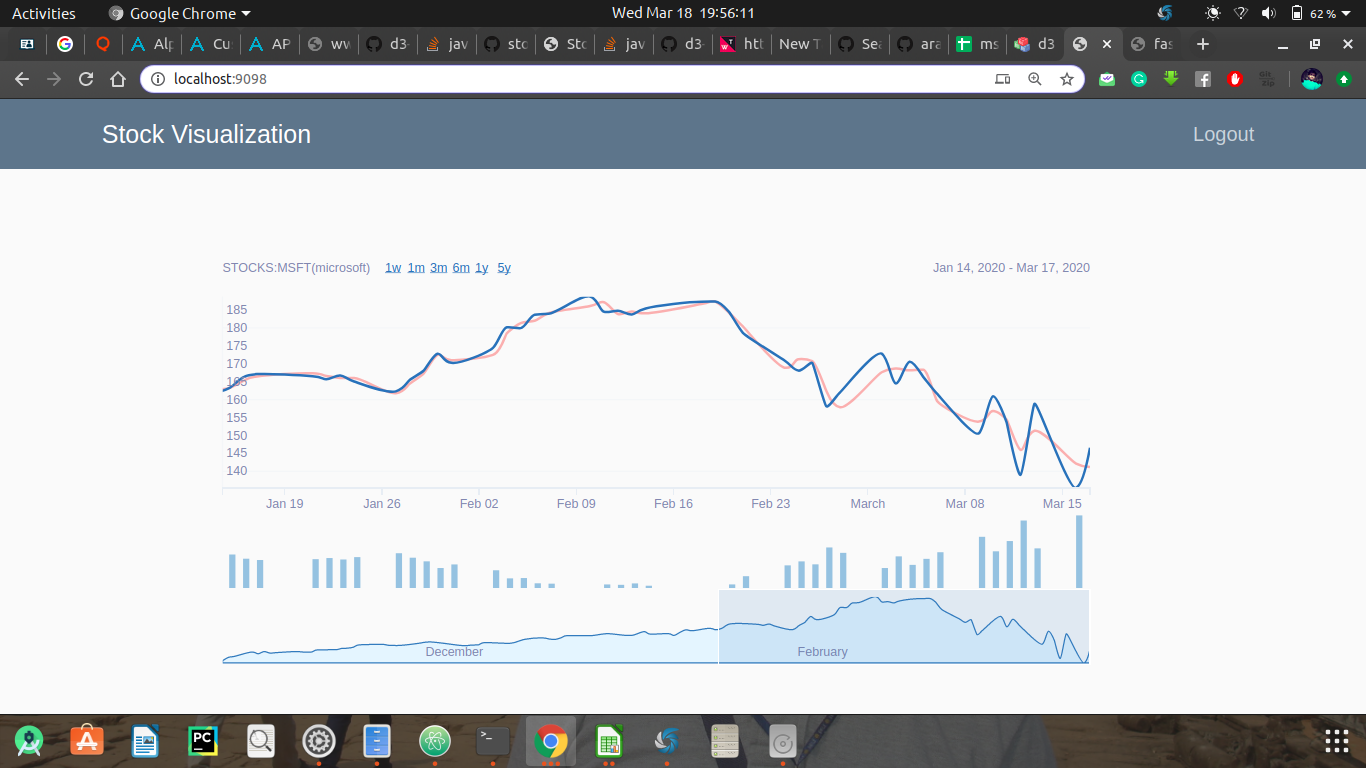 Activities Google Chrome Wed Mar 18 19:56:11 62 %
Alp Cu AP ww d3- jav sto Sto jav d3- htt New T Sea ara ms d3 fas
localhost:9098
Stock Visualization Logout
STOCKS:MSFT(microsoft) 1w 1m 3m 6m 1y 5y Jan 14, 2020 - Mar 17, 2020
185
180
175
170
165
160
155
150
145
140
Jan 19 Jan 26 Feb 02 Feb 09 Feb 16 Feb 23 March Mar 08 Mar 15
December February